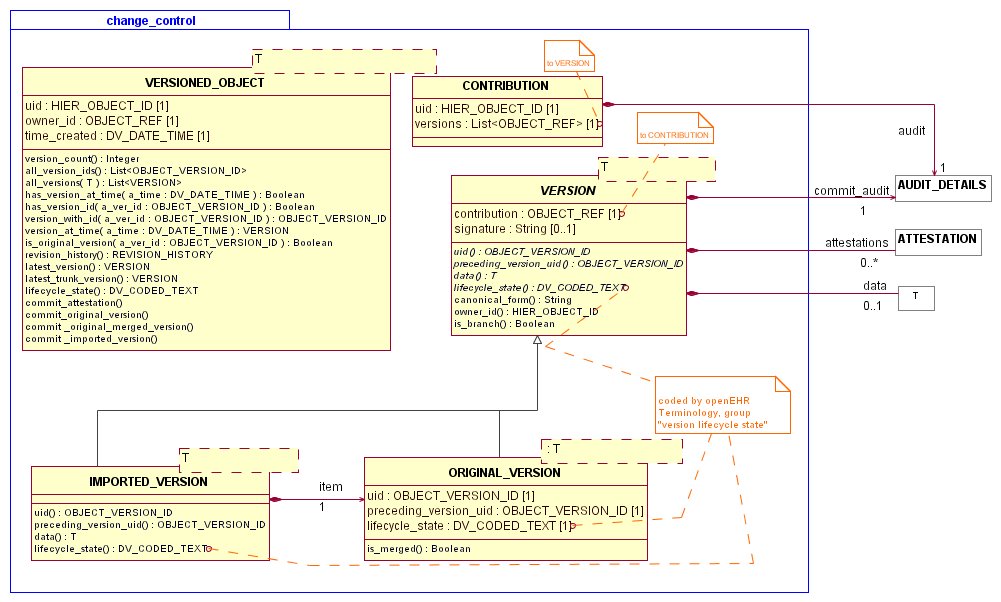 change_control
T
VERSIONED_OBJECT
uid : HIER_OBJECT_ID [1]
owner_id : OBJECT_REF [1]
time_created : DV_DATE_TIME [1]
version_count() : Integer
all_version_ids() : List<OBJECT_VERSION_ID>
all_versions( T ) : List<VERSION>
has_version_at_time( a_time : DV_DATE_TIME ) : Boolean
has_version_id( a_ver_id : OBJECT_VERSION_ID ) : Boolean
version_with_id( a_ver_id : OBJECT_VERSION_ID ) : OBJECT_VERSION_ID
version_at_time( a_time : DV_DATE_TIME ) : VERSION
is_original_version( a_ver_id : OBJECT_VERSION_ID ) : Boolean
revision_history() : REVISION_HISTORY
latest_version() : VERSION
latest_trunk_version() : VERSION
lifecycle_state() : DV_CODED_TEXT
commit_attestation()
commit_original_version()
commit _original_merged_version()
commit _imported_version()
to VERSION
CONTRIBUTION
uid : HIER_OBJECT_ID [1]
versions : List<OBJECT_REF> [1]
to CONTRIBUTION
audit
1
T
VERSION
contribution : OBJECT_REF [1]
signature : String [0..1]
uid() : OBJECT_VERSION_ID
preceding_version_uid() : OBJECT_VERSION_ID
data() : T
lifecycle_state() : DV_CODED_TEXT
canonical_form() : String
owner_id() : HIER_OBJECT_ID
is_branch() : Boolean
commit_audit
1
AUDIT_DETAILS
attestations
0..*
ATTESTATION
data
0..1
T
coded by openEHR
Terminology, group
"version lifecycle state"
T
IMPORTED_VERSION
uid() : OBJECT_VERSION_ID
preceding_version_uid() : OBJECT_VERSION_ID
data() : T
lifecycle_state() : DV_CODED_TEXT
item
1
: T
ORIGINAL_VERSION
uid : OBJECT_VERSION_ID [1]
preceding_version_uid : OBJECT_VERSION_ID [1]
lifecycle_state : DV_CODED_TEXT [1]
is_merged() : Boolean